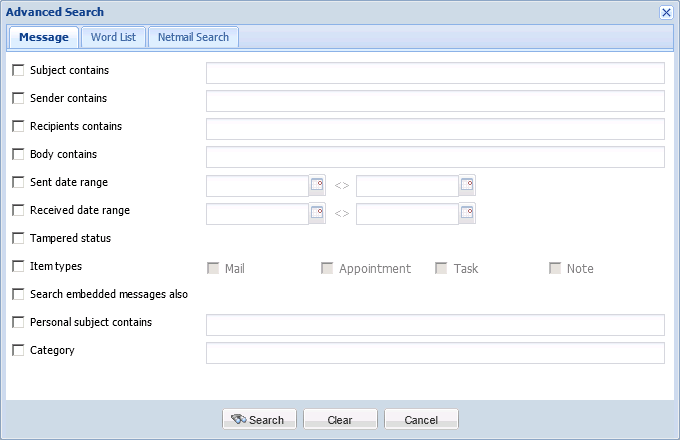 Advanced Search
Message Word List Netmail Search
Subject contains
Sender contains
Recipients contains
Body contains
Sent date range <>
Received date range <>
Tampered status
Item types Mail Appointment Task Note
Search embedded messages also
Personal subject contains
Category
Search Clear Cancel